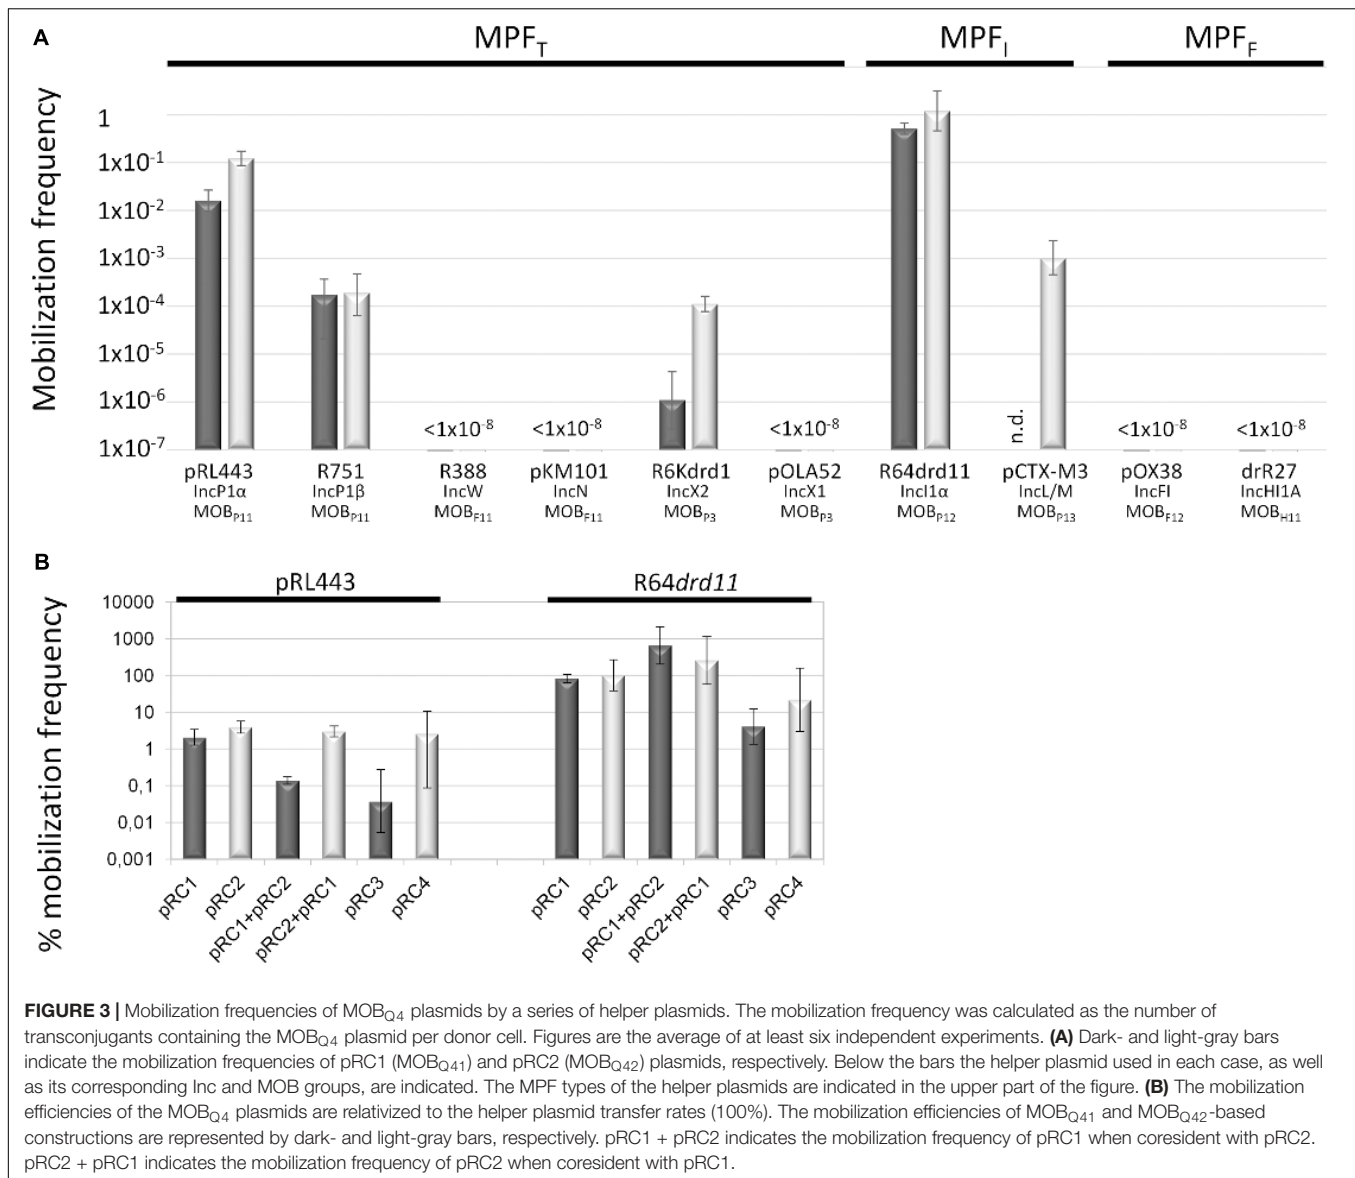 A
MPF_T MPF_I MPF_F
Mobilization frequency
1
1x10^-1
1x10^-2
1x10^-3
1x10^-4
1x10^-5
1x10^-6
1x10^-7
<1x10^-8 <1x10^-8 <1x10^-8 n.d. <1x10^-8 <1x10^-8
pRL443 R751 R388 pKM101 R6Kdrd1 pOLA52 R64drd11 pCTX-M3 pOX38 drR27
IncP1α IncP1β IncW IncN IncX2 IncX1 IncI1α IncL/M IncFI IncHI1A
MOB_P11 MOB_P11 MOB_F11 MOB_F11 MOB_P3 MOB_P3 MOB_P12 MOB_P13 MOB_F12 MOB_H11
B
pRL443 R64drd11
% mobilization frequency
10000
1000
100
10
1
0,1
0,01
0,001
pRC1 pRC2 pRC1+pRC2 pRC2+pRC1 pRC3 pRC4 pRC1 pRC2 pRC1+pRC2 pRC2+pRC1 pRC3 pRC4
FIGURE 3 | Mobilization frequencies of MOB_Q4 plasmids by a series of helper plasmids. The mobilization frequency was calculated as the number of
transconjugants containing the MOB_Q4 plasmid per donor cell. Figures are the average of at least six independent experiments. (A) Dark- and light-gray bars
indicate the mobilization frequencies of pRC1 (MOB_Q41) and pRC2 (MOB_Q42) plasmids, respectively. Below the bars the helper plasmid used in each case, as well
as its corresponding Inc and MOB groups, are indicated. The MPF types of the helper plasmids are indicated in the upper part of the figure. (B) The mobilization
efficiencies of the MOB_Q4 plasmids are relativized to the helper plasmid transfer rates (100%). The mobilization efficiencies of MOB_Q41 and MOB_Q42-based
constructions are represented by dark- and light-gray bars, respectively. pRC1 + pRC2 indicates the mobilization frequency of pRC1 when coresident with pRC2.
pRC2 + pRC1 indicates the mobilization frequency of pRC2 when coresident with pRC1.